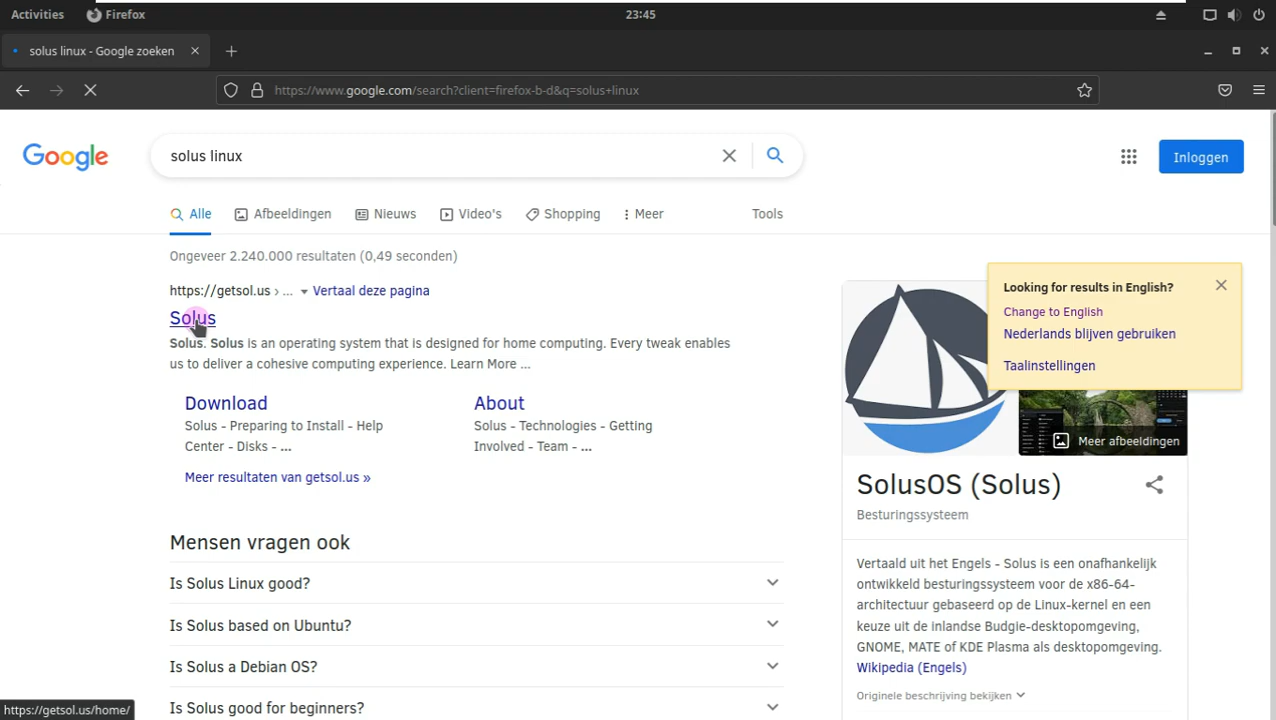 Activities Firefox 23:45
solus linux - Google zoeken
https://www.google.com/search?client=firefox-b-d&q=solus+linux
Google solus linux Inloggen
Alle Afbeeldingen Nieuws Video's Shopping Meer Tools
Ongeveer 2.240.000 resultaten (0,49 seconden)
https://getsol.us › ... Vertaal deze pagina
Solus
Solus. Solus is an operating system that is designed for home computing. Every tweak enables
us to deliver a cohesive computing experience. Learn More ...
Download
Solus - Preparing to Install - Help
Center - Disks - ...
About
Solus - Technologies - Getting
Involved - Team - ...
Meer resultaten van getsol.us »
Mensen vragen ook
Is Solus Linux good?
Is Solus based on Ubuntu?
Is Solus a Debian OS?
Is Solus good for beginners?
Looking for results in English?
Change to English
Nederlands blijven gebruiken
Taalinstellingen
Meer afbeeldingen
SolusOS (Solus)
Besturingssysteem
Vertaald uit het Engels - Solus is een onafhankelijk
ontwikkeld besturingssysteem voor de x86-64-
architectuur gebaseerd op de Linux-kernel en een
keuze uit de inlandse Budgie-desktopomgeving,
GNOME, MATE of KDE Plasma als desktopomgeving.
Wikipedia (Engels)
Originele beschrijving bekijken
https://getsol.us/home/